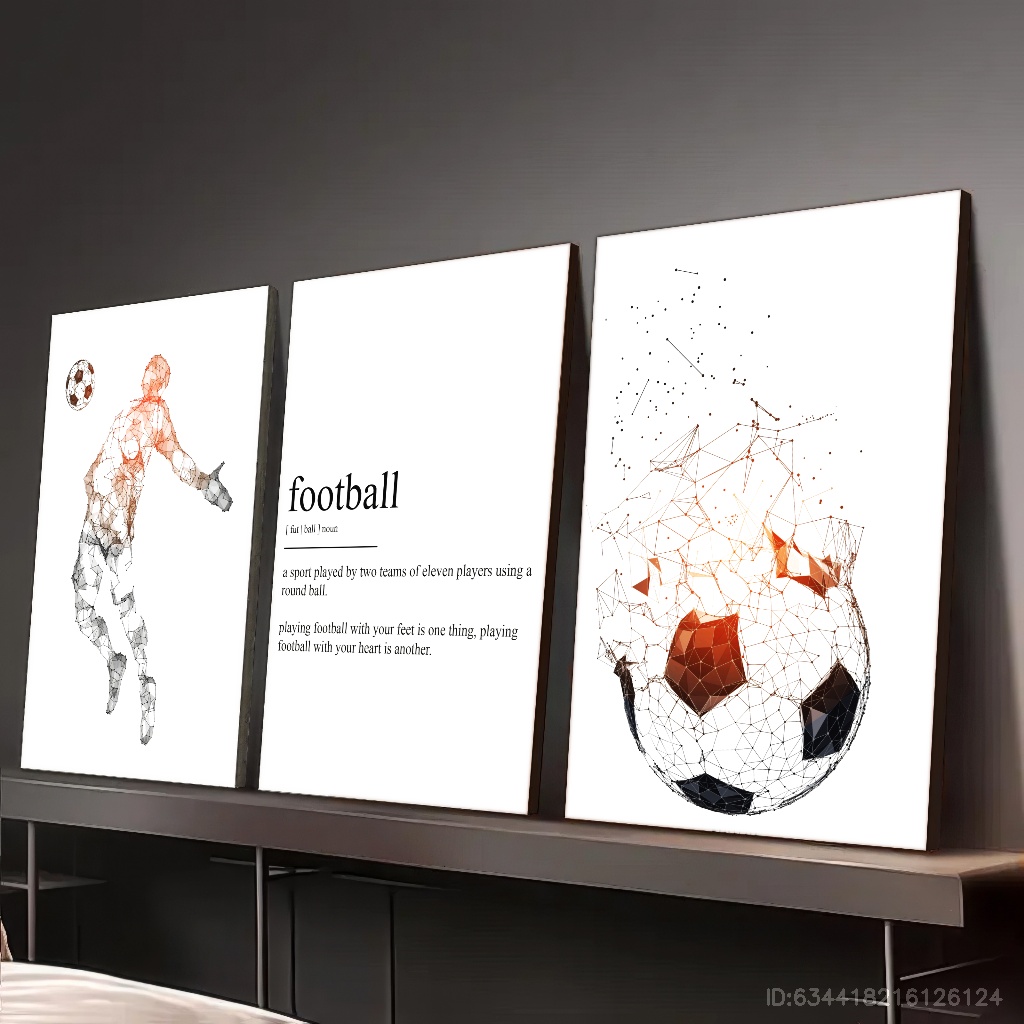 football
[ fut | ball ] noun
a sport played by two teams of eleven players using a
round ball.
playing football with your feet is one thing, playing
football with your heart is another.
ID:634418216126124